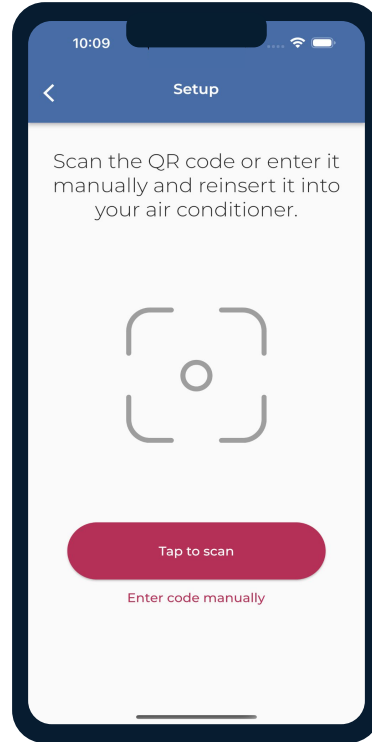 10:09
Setup
Scan the QR code or enter it
manually and reinsert it into
your air conditioner.
Tap to scan
Enter code manually